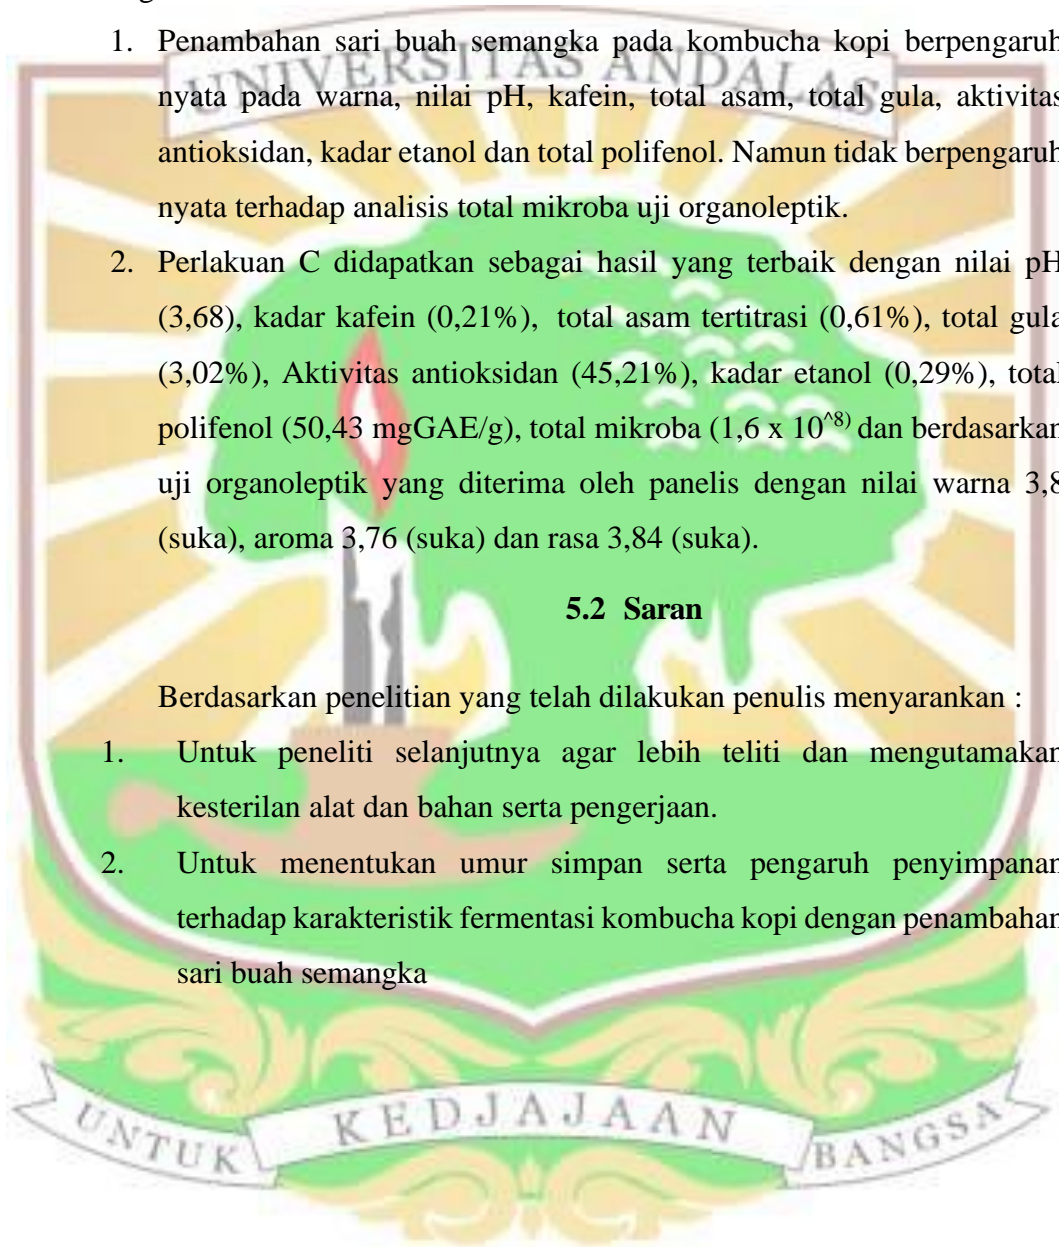 1. Penambahan sari buah semangka pada kombucha kopi berpengaruh
UNIVERSITAS ANDALAS
nyata pada warna, nilai pH, kafein, total asam, total gula, aktivitas
antioksidan, kadar etanol dan total polifenol. Namun tidak berpengaruh
nyata terhadap analisis total mikroba uji organoleptik.
2. Perlakuan C didapatkan sebagai hasil yang terbaik dengan nilai pH
(3,68), kadar kafein (0,21%), total asam tertitrasi (0,61%), total gula
(3,02%), Aktivitas antioksidan (45,21%), kadar etanol (0,29%), total
polifenol (50,43 mgGAE/g), total mikroba (1,6 x 10^8) dan berdasarkan
uji organoleptik yang diterima oleh panelis dengan nilai warna 3,8
(suka), aroma 3,76 (suka) dan rasa 3,84 (suka).
5.2 Saran
Berdasarkan penelitian yang telah dilakukan penulis menyarankan :
1. Untuk peneliti selanjutnya agar lebih teliti dan mengutamakan
kesterilan alat dan bahan serta pengerjaan.
2. Untuk menentukan umur simpan serta pengaruh penyimpanan
terhadap karakteristik fermentasi kombucha kopi dengan penambahan
sari buah semangka
UNTUK KEDJAJAAN BANGSA